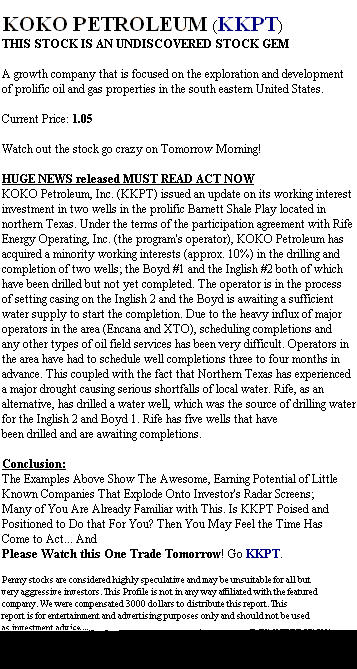 KOKO PETROLEUM (KKPT)
THIS STOCK IS AN UNDISCOVERED STOCK GEM
A growth company that is focused on the exploration and development
of prolific oil and gas properties in the south eastern United States.
Current Price: 1.05
Watch out the stock go crazy on Tomorrow Morning!
HUGE NEWS released MUST READ ACT NOW
KOKO Petroleum, Inc. (KKPT) issued an update on its working interest
investment in two wells in the prolific Barnett Shale Play located in
northern Texas. Under the terms of the participation agreement with Rife
Energy Operating, Inc. (the program's operator), KOKO Petroleum has
acquired a minority working interests (approx. 10%) in the drilling and
completion of two wells; the Boyd #1 and the Inglish #2 both of which
have been drilled but not yet completed. The operator is in the process
of setting casing on the Inglish 2 and the Boyd is awaiting a sufficient
water supply to start the completion. Due to the heavy influx of major
operators in the area (Encana and XTO), scheduling completions and
any other types of oil field services has been very difficult. Operators in
the area have had to schedule well completions three to four months in
advance. This coupled with the fact that Northern Texas has experienced
a major drought causing serious shortfalls of local water. Rife, as an
alternative, has drilled a water well, which was the source of drilling water
for the Inglish 2 and Boyd 1. Rife has five wells that have
been drilled and are awaiting completions.
Conclusion:
The Examples Above Show The Awesome, Earning Potential of Little
Known Companies That Explode Onto Investor's Radar Screens;
Many of You Are Already Familiar with This. Is KKPT Poised and
Positioned to Do that For You? Then You May Feel the Time Has
Come to Act... And
Please Watch this One Trade Tomorrow! Go KKPT.
Penny stocks are considered highly speculative and may be unsuitable for all but
very aggressive investors. This Profile is not in any way affiliated with the featured
company. We were compensated 3000 dollars to distribute this report. This
report is for entertainment and advertising purposes only and should not be used
as investment advice...